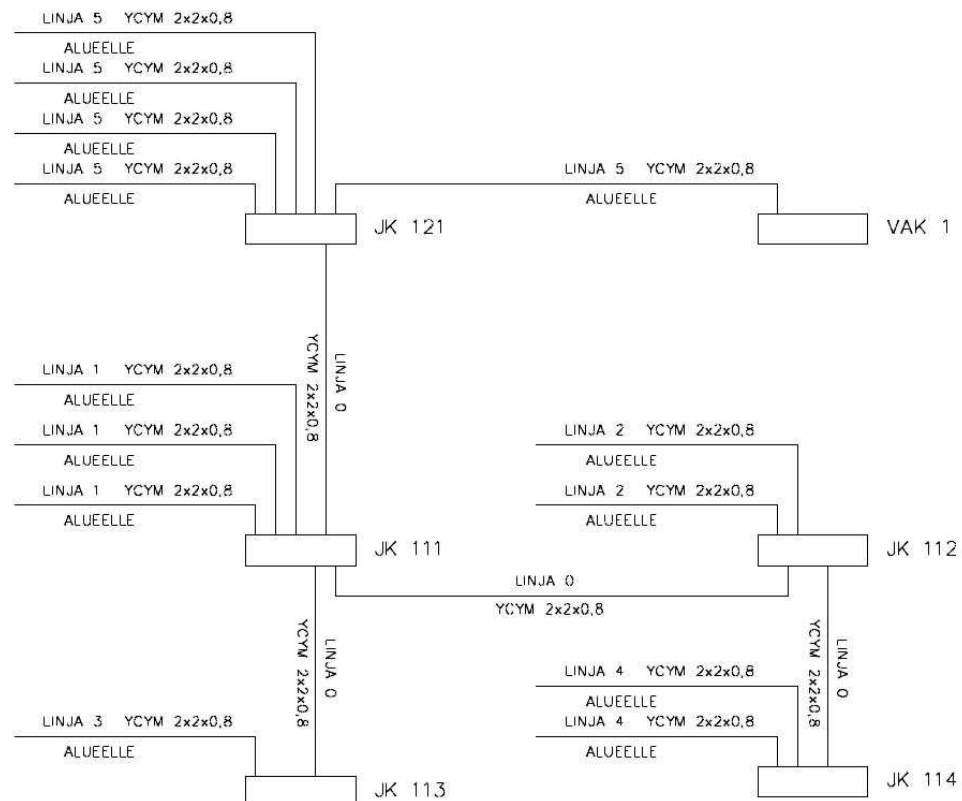 LINJA 5 YCYM 2x2x0,8
ALUEELLE
LINJA 5 YCYM 2x2x0,8
ALUEELLE
LINJA 5 YCYM 2x2x0,8
ALUEELLE
LINJA 5 YCYM 2x2x0,8
ALUEELLE
JK 121
LINJA 5 YCYM 2x2x0,8
ALUEELLE
VAK 1
LINJA 0
YCYM 2x2x0,8
LINJA 1 YCYM 2x2x0,8
ALUEELLE
LINJA 1 YCYM 2x2x0,8
ALUEELLE
LINJA 1 YCYM 2x2x0,8
ALUEELLE
JK 111
LINJA 2 YCYM 2x2x0,8
ALUEELLE
LINJA 2 YCYM 2x2x0,8
ALUEELLE
JK 112
LINJA 0
YCYM 2x2x0,8
LINJA 0
YCYM 2x2x0,8
LINJA 3 YCYM 2x2x0,8
ALUEELLE
JK 113
LINJA 0
YCYM 2x2x0,8
LINJA 4 YCYM 2x2x0,8
ALUEELLE
LINJA 4 YCYM 2x2x0,8
ALUEELLE
JK 114